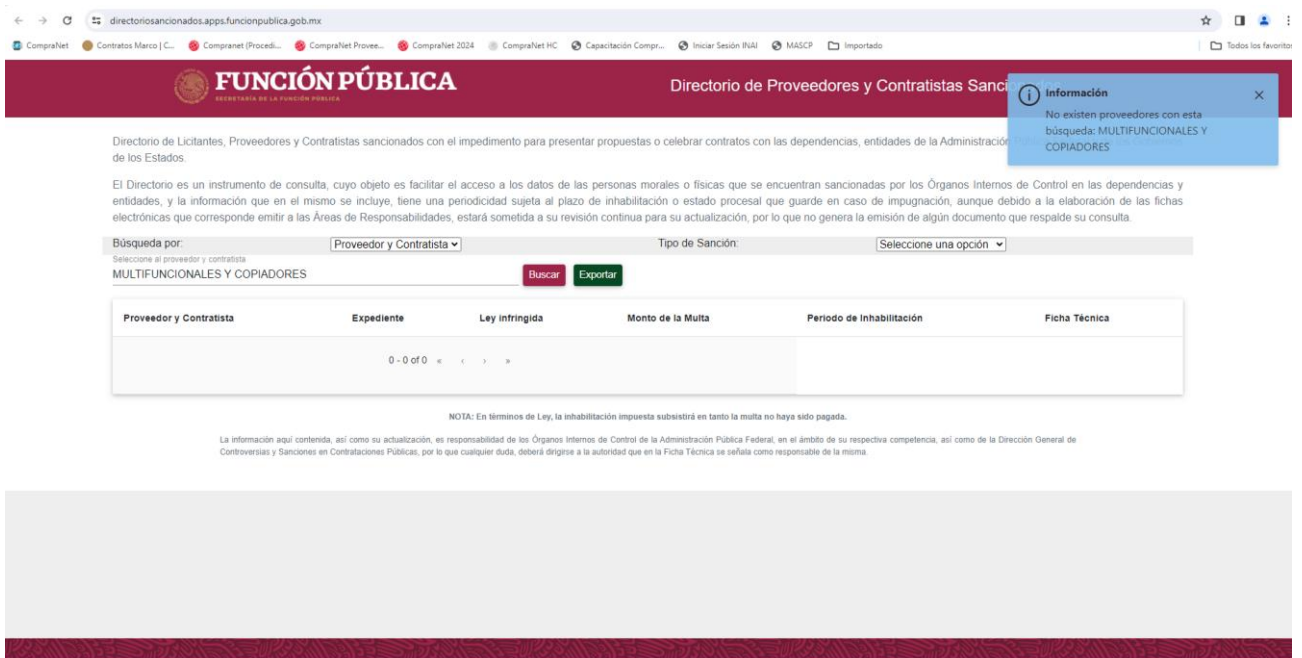 directoriosancionados.apps.funcionpublica.gob.mx
CompraNet Contratos Marco | C... Compranet (Procedi... CompraNet Provee... CompraNet 2024 CompraNet HC Capacitación Compr... Iniciar Sesión INAI MASCP Importado Todos los favoritos
FUNCIÓN PÚBLICA
SECRETARÍA DE LA FUNCIÓN PÚBLICA
Directorio de Proveedores y Contratistas Sancionados
Información
No existen proveedores con esta
búsqueda: MULTIFUNCIONALES Y
COPIADORES
Directorio de Licitantes, Proveedores y Contratistas sancionados con el impedimento para presentar propuestas o celebrar contratos con las dependencias, entidades de la Administración
de los Estados.
El Directorio es un instrumento de consulta, cuyo objeto es facilitar el acceso a los datos de las personas morales o físicas que se encuentran sancionadas por los Órganos Internos de Control en las dependencias y
entidades, y la información que en el mismo se incluye, tiene una periodicidad sujeta al plazo de inhabilitación o estado procesal que guarde en caso de impugnación, aunque debido a la elaboración de las fichas
electrónicas que corresponde emitir a las Áreas de Responsabilidades, estará sometida a su revisión continua para su actualización, por lo que no genera la emisión de algún documento que respalde su consulta.
Búsqueda por: Proveedor y Contratista Tipo de Sanción: Seleccione una opción
Seleccione al proveedor y contratista
MULTIFUNCIONALES Y COPIADORES Buscar Exportar
Proveedor y Contratista Expediente Ley infringida Monto de la Multa Periodo de Inhabilitación Ficha Técnica
0 - 0 of 0 « ‹ › »
NOTA: En términos de Ley, la inhabilitación impuesta subsistirá en tanto la multa no haya sido pagada.
La información aquí contenida, así como su actualización, es responsabilidad de los Órganos Internos de Control de la Administración Pública Federal, en el ámbito de su respectiva competencia, así como de la Dirección General de
Controversias y Sanciones en Contrataciones Públicas, por lo que cualquier duda, deberá dirigirse a la autoridad que en la Ficha Técnica se señala como responsable de la misma.